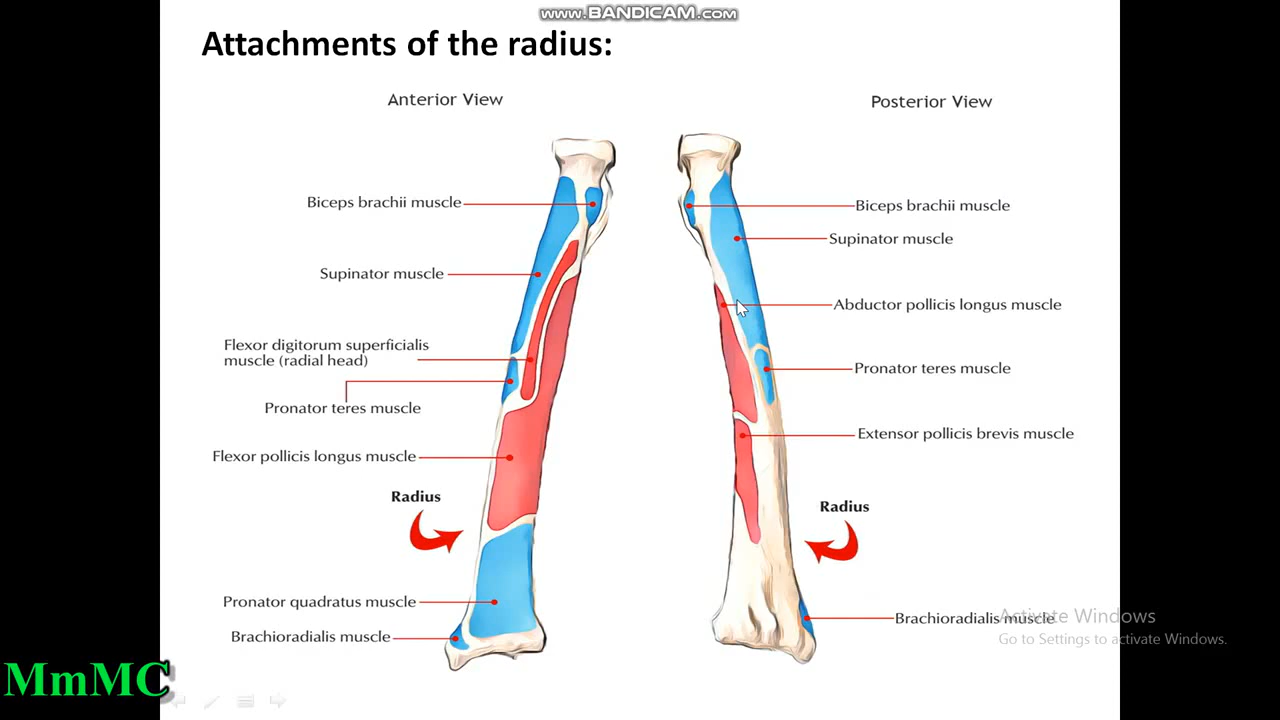 www.BANDICAM.com
Attachments of the radius:
Anterior View
Posterior View
Biceps brachii muscle
Supinator muscle
Flexor digitorum superficialis
muscle (radial head)
Pronator teres muscle
Flexor pollicis longus muscle
Radius
Pronator quadratus muscle
Brachioradialis muscle
Biceps brachii muscle
Supinator muscle
Abductor pollicis longus muscle
Pronator teres muscle
Extensor pollicis brevis muscle
Radius
Brachioradialis muscle
Activate Windows
Go to Settings to activate Windows.
MmMC